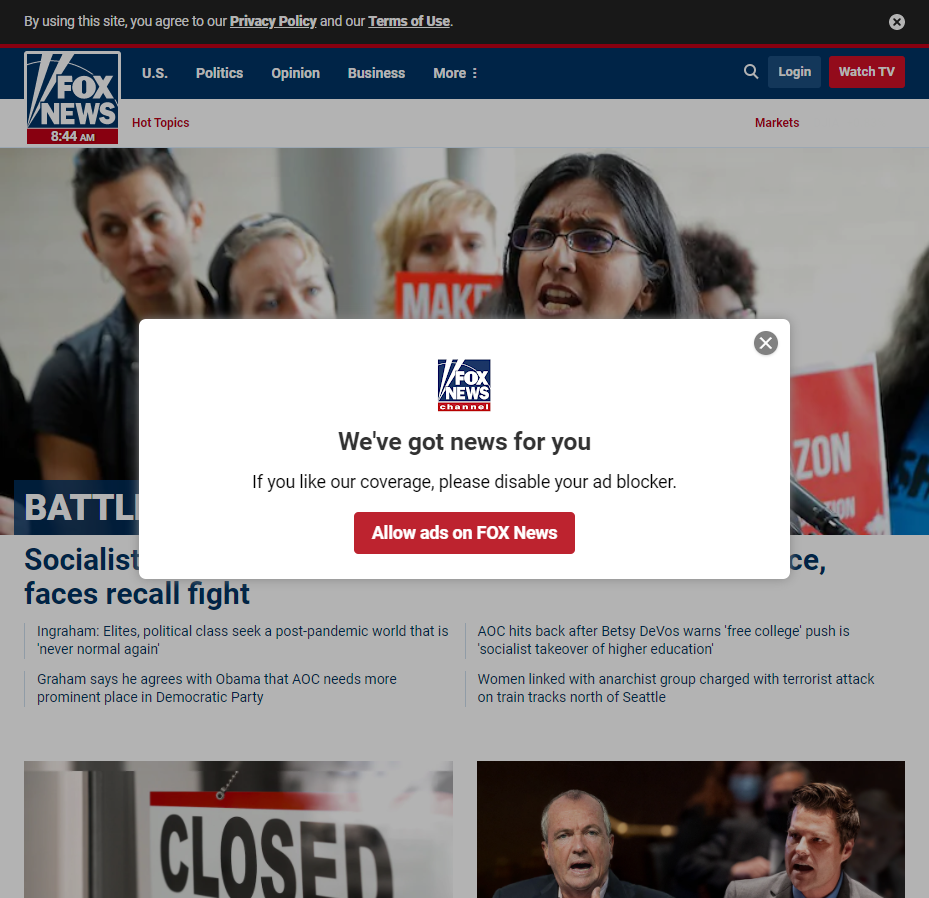 By using this site, you agree to our Privacy Policy and our Terms of Use.
FOX
NEWS
8:44 AM
U.S.
Politics
Opinion
Business
More
Login
Watch TV
Hot Topics
Markets
MAKE
FOX
NEWS
channel
We've got news for you
If you like our coverage, please disable your ad blocker.
Allow ads on FOX News
Socialist
faces recall fight
Ingraham: Elites, political class seek a post-pandemic world that is
'never normal again'
AOC hits back after Betsy DeVos warns 'free college' push is
'socialist takeover of higher education'
Graham says he agrees with Obama that AOC needs more
prominent place in Democratic Party
Women linked with anarchist group charged with terrorist attack
on train tracks north of Seattle
CLOSED